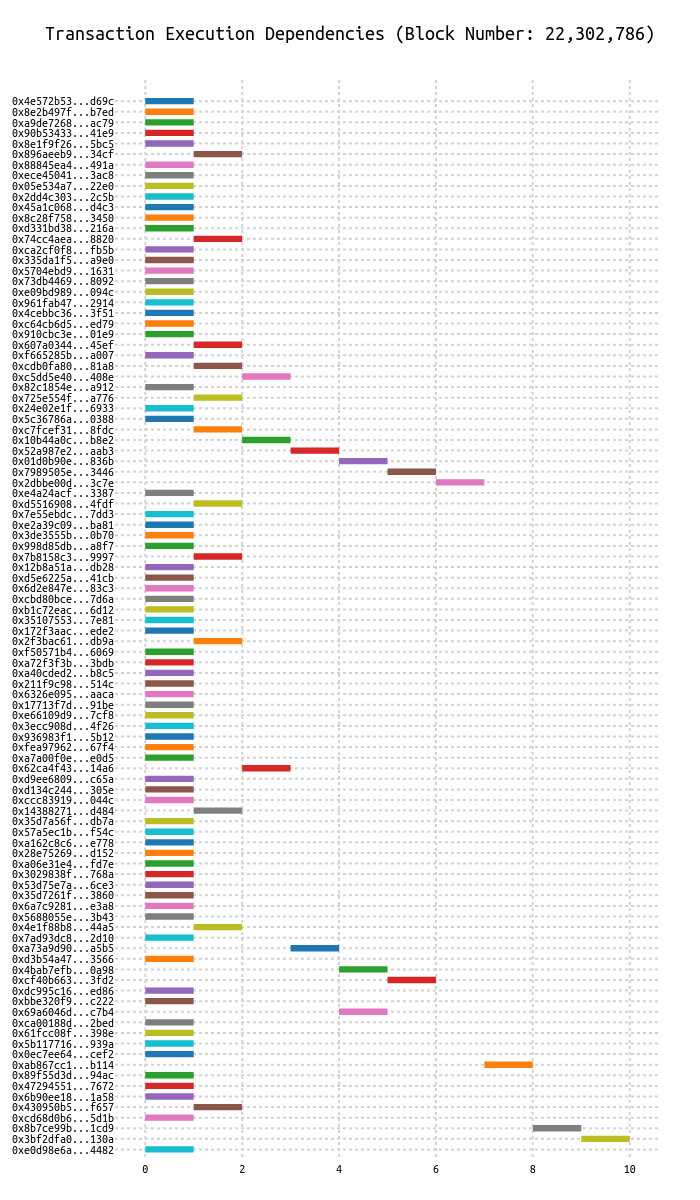 Transaction Execution Dependencies (Block Number: 22,302,786)
0x4e572b53...d69c
0x8e2b497f...b7ed
0xa9de7268...ac79
0x90b53433...41e9
0x8e1f9f26...5bc5
0x896aeeb9...34cf
0x88845ea4...491a
0xece45041...3ac8
0x05e534a7...22e0
0x2dd4c303...2c5b
0x45a1c068...d4c3
0x8c28f758...3450
0xd331bd38...216a
0x74cc4aea...8820
0xca2cf0f8...fb5b
0x335da1f5...a9e0
0x5704ebd9...1631
0x73db4469...8092
0xe09bd989...094c
0x961fab47...2914
0x4cebbc36...3f51
0xc64cb6d5...ed79
0x910cbc3e...01e9
0x607a0344...45ef
0xf665285b...a007
0xcdb0fa80...81a8
0xc5dd5e40...408e
0x82c1854e...a912
0x725e554f...a776
0x24e02e1f...6933
0x5c36786a...0388
0xc7fcef31...8fdc
0x10b44a0c...b8e2
0x52a987e2...aab3
0x01d0b90e...836b
0x7989505e...3446
0x2dbbe00d...3c7e
0xe4a24acf...3387
0xd5516908...4fdf
0x7e55ebdc...7dd3
0xe2a39c09...ba81
0x3de3555b...0b70
0x998d85db...a8f7
0x7b8158c3...9997
0x12b8a51a...db28
0xd5e6225a...41cb
0x6d2e847e...83c3
0xcbd80bce...7d6a
0xb1c72eac...6d12
0x35107553...7e81
0x172f3aac...ede2
0x2f3bac61...db9a
0xf50571b4...6069
0xa72f3f3b...3bdb
0xa40cded2...b8c5
0x211f9c98...514c
0x6326e095...aaca
0x17713f7d...91be
0xe66109d9...7cf8
0x3ecc908d...4f26
0x936983f1...5b12
0xfea97962...67f4
0xa7a00f0e...e0d5
0x62ca4f43...14a6
0xd9ee6809...c65a
0xd134c244...305e
0xccc83919...044c
0x14388271...d484
0x35d7a56f...db7a
0x57a5ec1b...f54c
0xa162c8c6...e778
0x28e75269...d152
0xa06e31e4...fd7e
0x3029838f...768a
0x53d75e7a...6ce3
0x35d7261f...3860
0x6a7c9281...e3a8
0x5688055e...3b43
0x4e1f88b8...44a5
0x7ad93dc8...2d10
0xa73a9d90...a5b5
0xd3b54a47...3566
0x4bab7efb...0a98
0xcf40b663...3fd2
0xdc995c16...ed86
0xbbe320f9...c222
0x69a6046d...c7b4
0xca00188d...2bed
0x61fcc08f...398e
0x5b117716...939a
0x0ec7ee64...cef2
0xab867cc1...b114
0x89f55d3d...94ac
0x47294551...7672
0x6b90ee18...1a58
0x430950b5...f657
0xcd68d0b6...5d1b
0x8b7ce99b...1cd9
0x3bf2dfa0...130a
0xe0d98e6a...4482
0 2 4 6 8 10